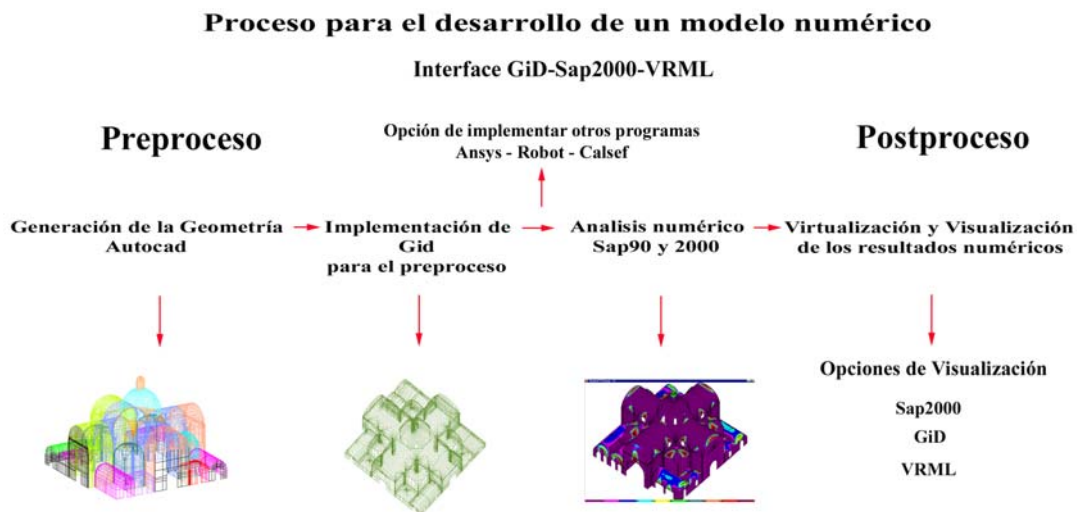 Proceso para el desarrollo de un modelo numérico
Interface GiD-Sap2000-VRML
Preproceso
Opción de implementar otros programas
Ansys - Robot - Calsef
Postproceso
Generación de la Geometría
Autocad
Implementación de
Gid
para el preproceso
Analisis numérico
Sap90 y 2000
Virtualización y Visualización
de los resultados numéricos
Opciones de Visualización
Sap2000
GiD
VRML